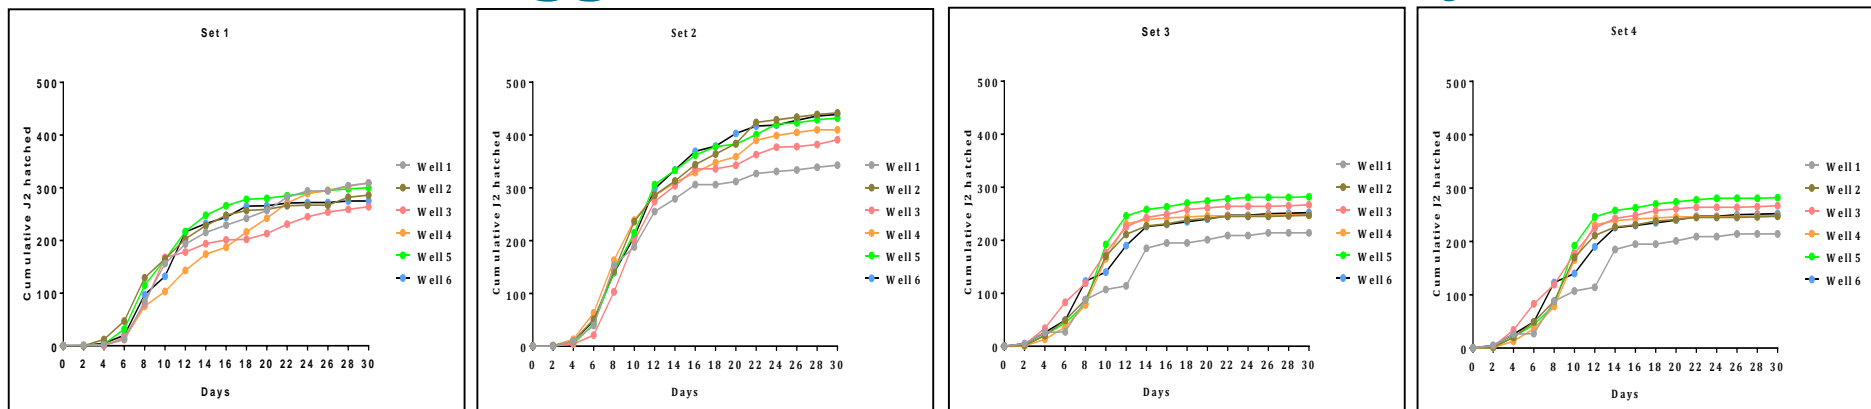 Set 1
Cumulative J2 hatched
500
400
300
200
100
0
0 2 4 6 8 10 12 14 16 18 20 22 24 26 28 30
Days
Well 1
Well 2
Well 3
Well 4
Well 5
Well 6
Set 2
Cumulative J2 hatched
500
400
300
200
100
0
0 2 4 6 8 10 12 14 16 18 20 22 24 26 28 30
Days
Well 1
Well 2
Well 3
Well 4
Well 5
Well 6
Set 3
Cumulative J2 hatched
500
400
300
200
100
0
0 2 4 6 8 10 12 14 16 18 20 22 24 26 28 30
Days
Well 1
Well 2
Well 3
Well 4
Well 5
Well 6
Set 4
Cumulative J2 hatched
500
400
300
200
100
0
0 2 4 6 8 10 12 14 16 18 20 22 24 26 28 30
Days
Well 1
Well 2
Well 3
Well 4
Well 5
Well 6